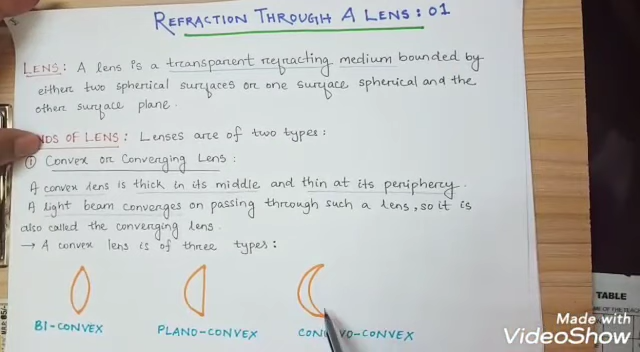 REFRACTION THROUGH A LENS: 01
LENS: A lens is a transparent refracting medium bounded by
either two spherical surfaces or one surface spherical and the
other surface plane.
NDS OF LENS: Lenses are of two types:
① Convex or Converging Lens:
A convex lens is thick in its middle and thin at its periphery.
A light beam converges on passing through such a lens, so it is
also called the converging lens.
→ A convex lens is of three types:
BI-CONVEX PLANO-CONVEX CON VO-CONVEX
TABLE
Made with
VideoShow